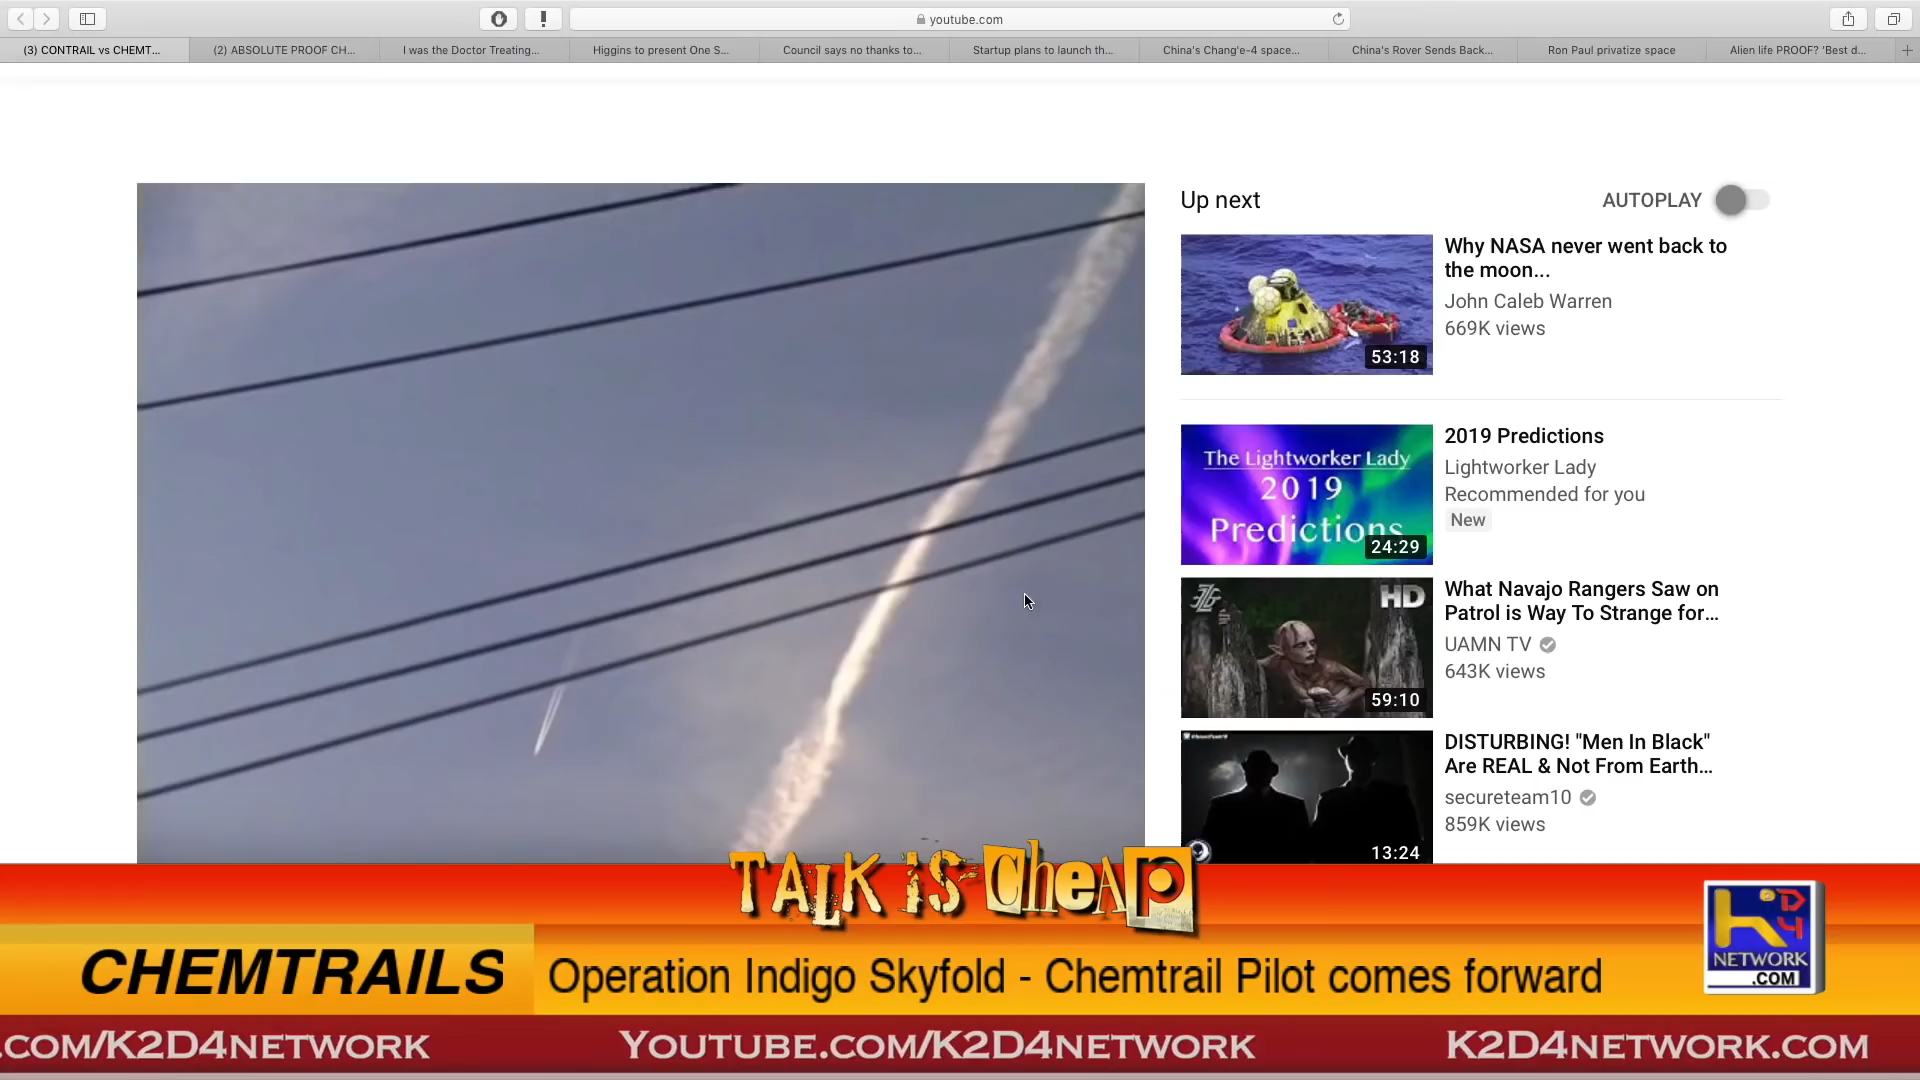 youtube.com
(3) CONTRAIL vs CHEMT...
(2) ABSOLUTE PROOF CH...
I was the Doctor Treating...
Higgins to present One S...
Council says no thanks to...
Startup plans to launch th...
China's Chang'e-4 space...
China's Rover Sends Back...
Ron Paul privatize space
Alien life PROOF? 'Best d...
Up next
AUTOPLAY
Why NASA never went back to
the moon...
John Caleb Warren
669K views
53:18
The Lightworker Lady
2019
Predictions
24:29
2019 Predictions
Lightworker Lady
Recommended for you
New
HD
59:10
What Navajo Rangers Saw on
Patrol is Way To Strange for...
UAMN TV
643K views
13:24
DISTURBING! "Men In Black"
Are REAL & Not From Earth...
secureteam10
859K views
TALK iS CheAp
CHEMTRAILS
Operation Indigo Skyfold - Chemtrail Pilot comes forward
K2D4
NETWORK
.COM
.COM/K2D4NETWORK
YOUTUBE.COM/K2D4NETWORK
K2D4NETWORK.COM